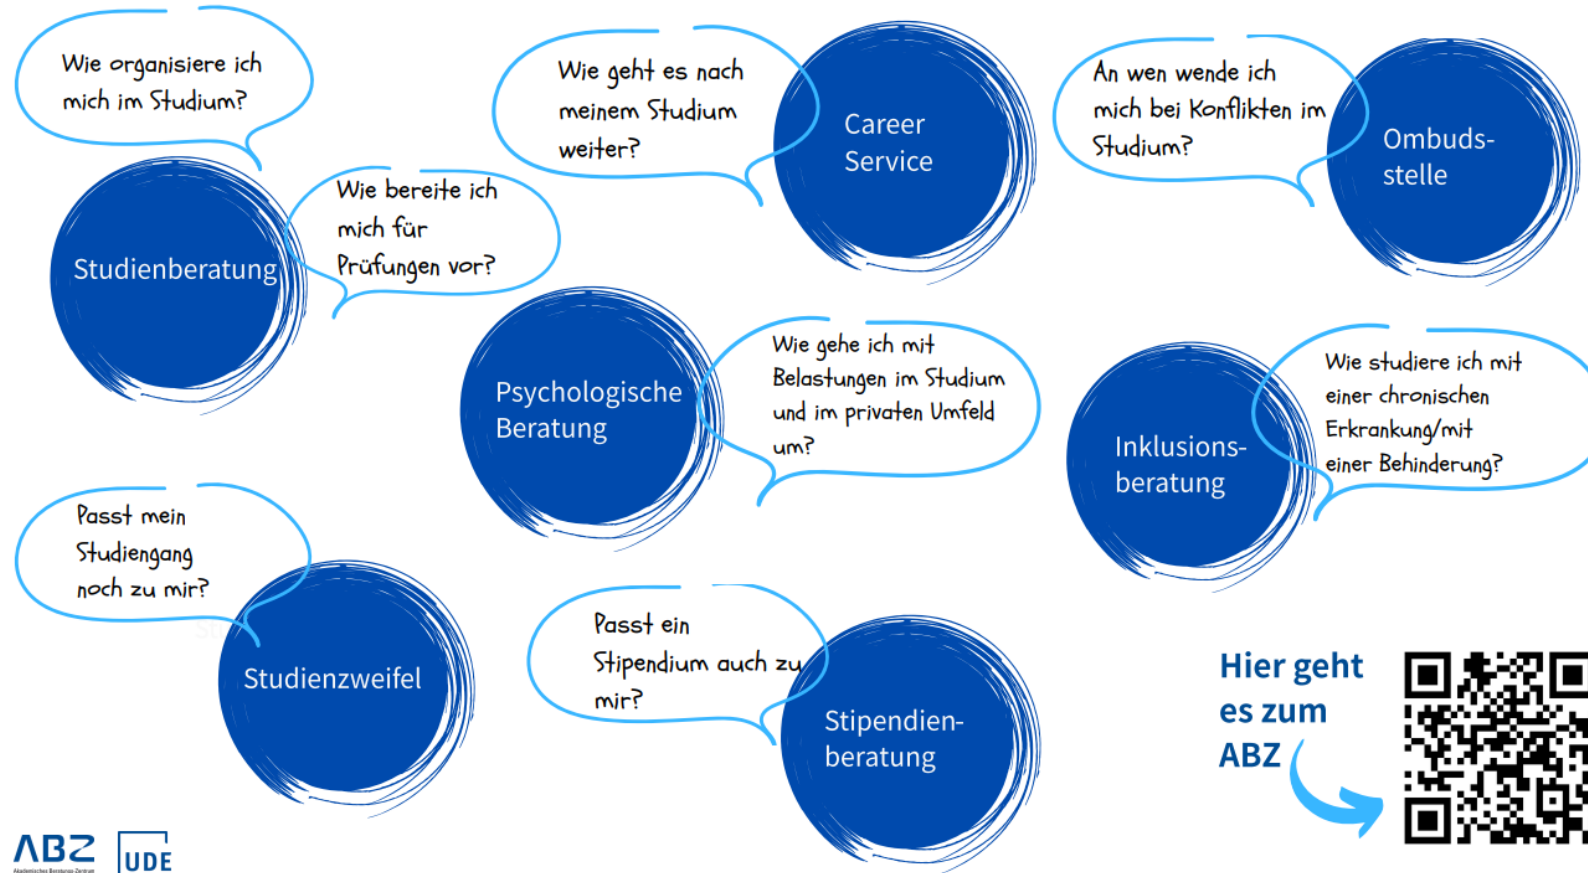 Wie organisiere ich
mich im Studium?
Studienberatung
Wie bereite ich
mich für
Prüfungen vor?
Wie geht es nach
meinem Studium
weiter?
Career
Service
An wen wende ich
mich bei Konflikten im
Studium?
Ombuds-
stelle
Psychologische
Beratung
Wie gehe ich mit
Belastungen im Studium
und im privaten Umfeld
um?
Inklusions-
beratung
Wie studiere ich mit
einer chronischen
Erkrankung/mit
einer Behinderung?
Passt mein
Studiengang
noch zu mir?
Studienzweifel
Passt ein
Stipendium auch zu
mir?
Stipendien-
beratung
Hier geht
es zum
ABZ
ABZ
Akademisches Beratungs-Zentrum
UDE